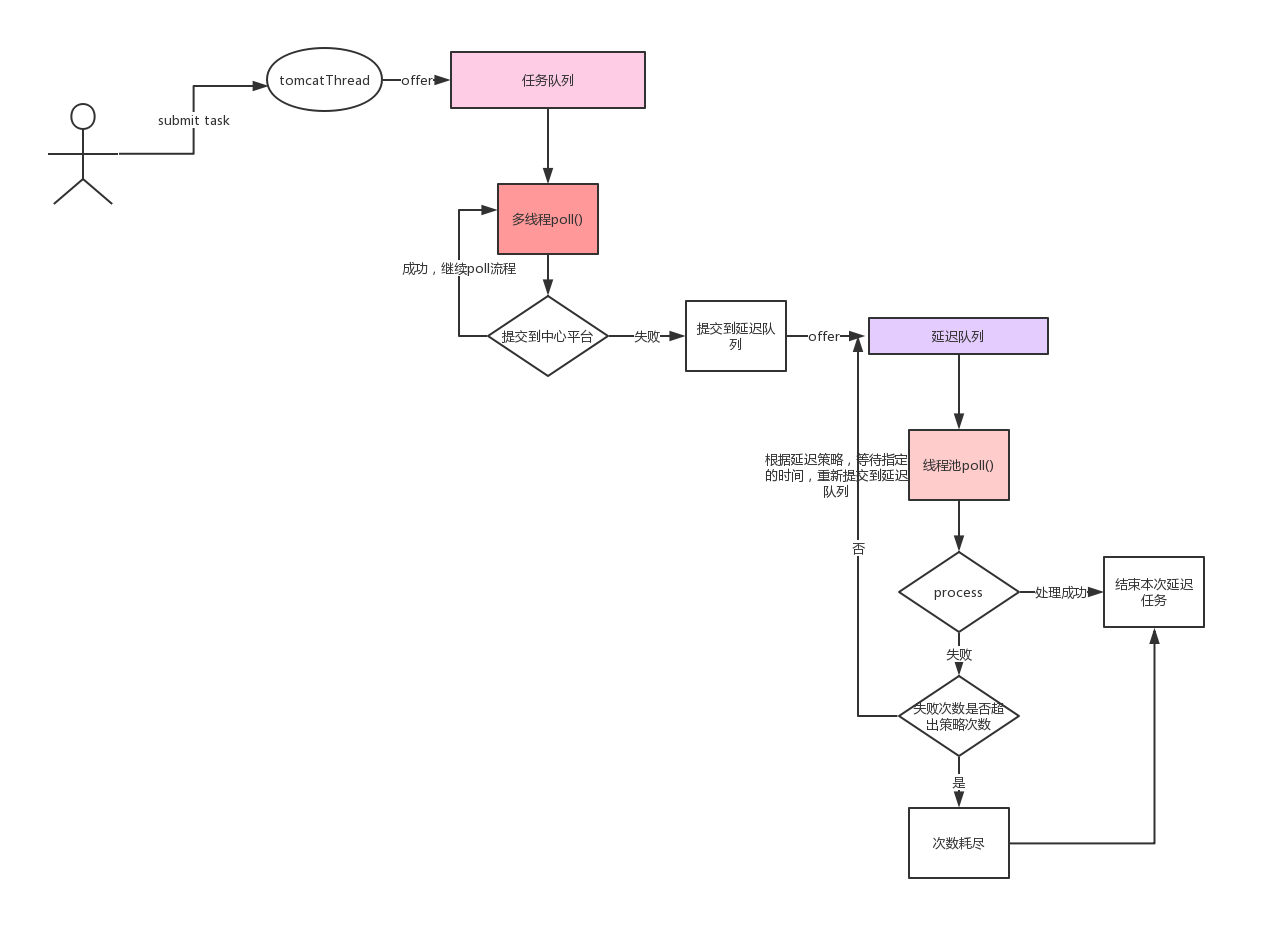 tomcatThread
offer
任务队列
submit task
多线程poll()
成功，继续poll流程
提交到中心平台
失败
提交到延迟队
列
offer
延迟队列
根据延迟策略，等待指定
的时间，重新提交到延迟
队列
线程池poll()
否
process
处理成功
结束本次延迟
任务
失败
失败次数是否超
出策略次数
是
次数耗尽